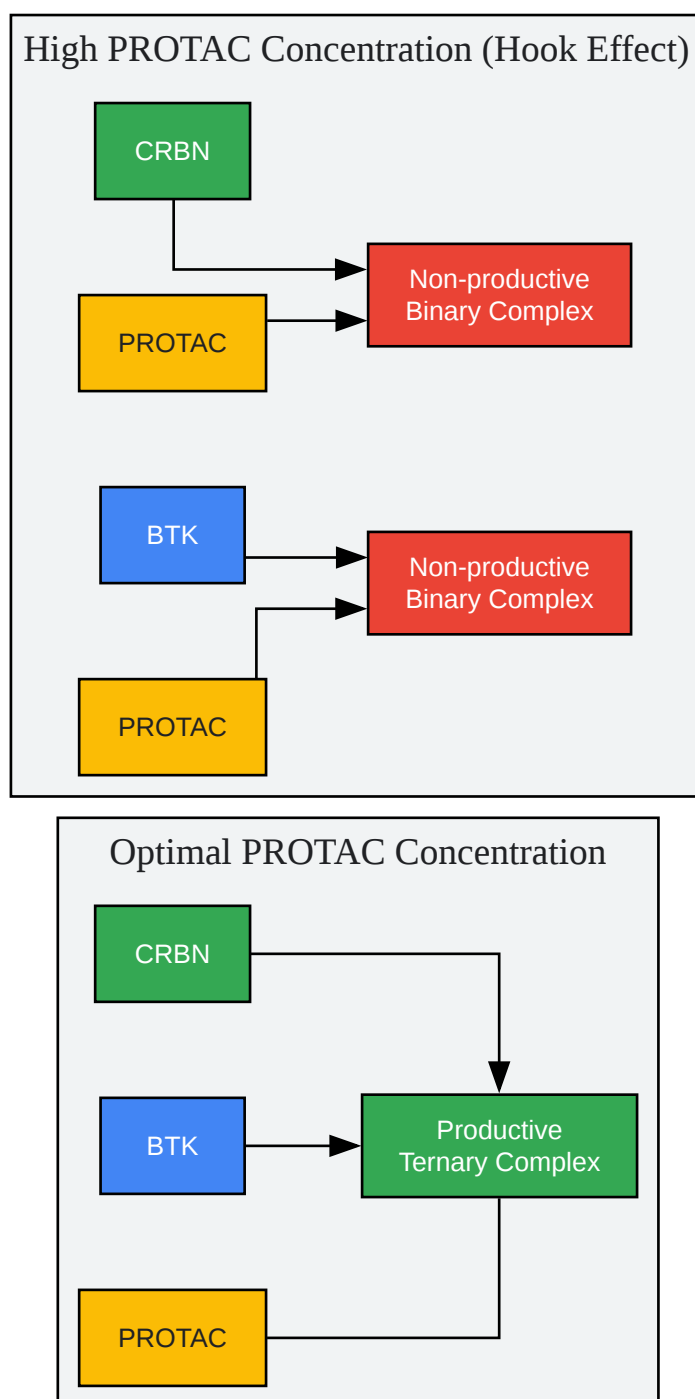 High PROTAC Concentration (Hook Effect)
CRBN
Non-productive
Binary Complex
PROTAC
BTK
Non-productive
Binary Complex
PROTAC
Optimal PROTAC Concentration
CRBN
BTK
Productive
Ternary Complex
PROTAC